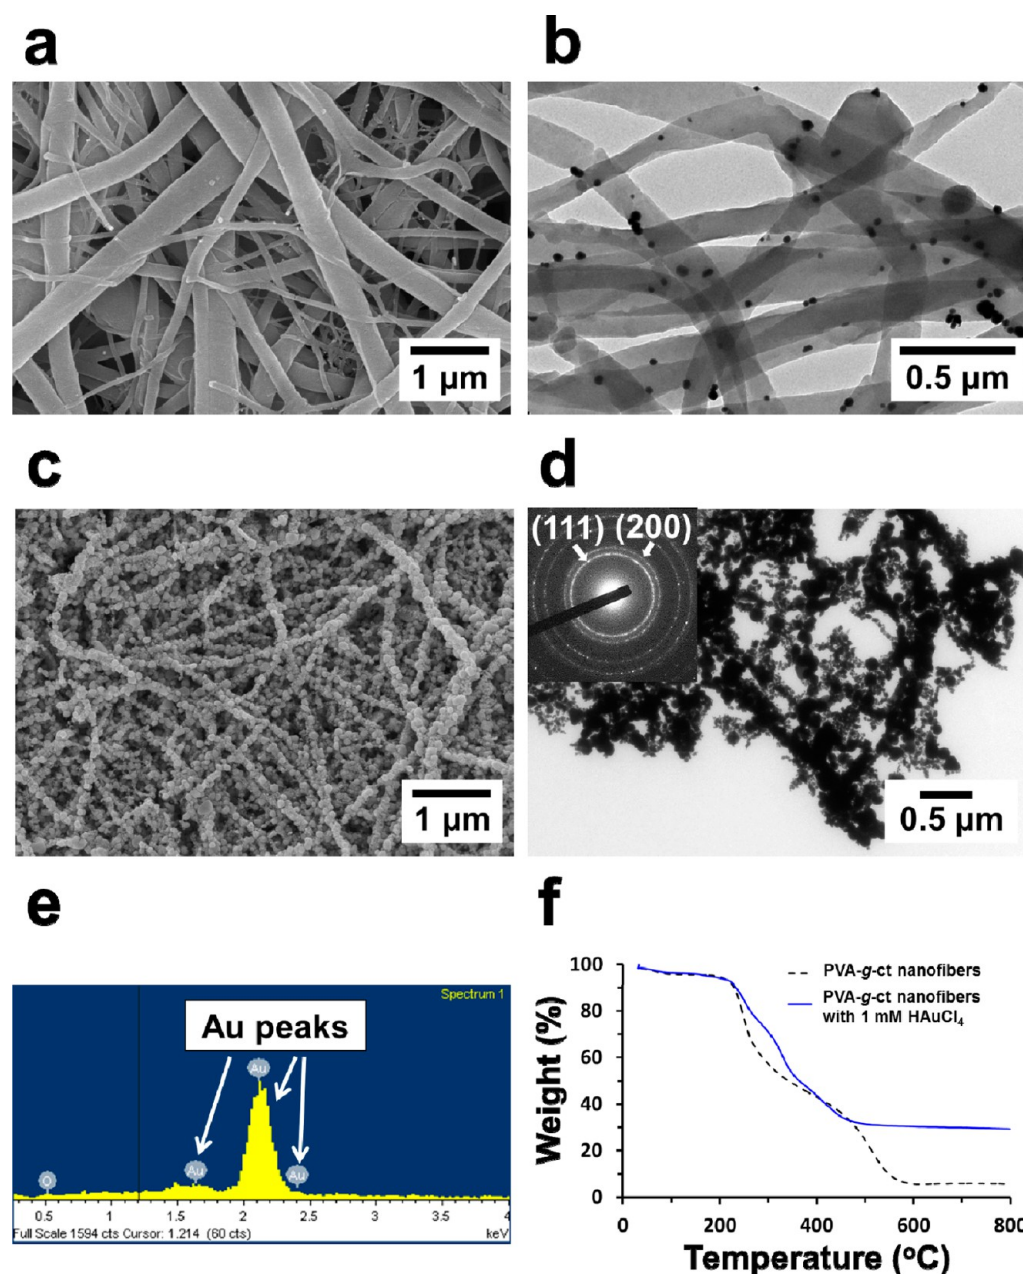 a
b
1 µm
0.5 µm
c
d
(111) (200)
1 µm
0.5 µm
e
f
Spectrum 1
Au peaks
Au
Au
Au
O
0.5 1 1.5 2 2.5 3 3.5 4
Full Scale 1594 cts Cursor: 1.214 (60 cts) keV
100
80
60
40
20
0
Weight (%)
PVA-g-ct nanofibers
PVA-g-ct nanofibers
with 1 mM HAuCl₄
0 200 400 600 800
Temperature (°C)